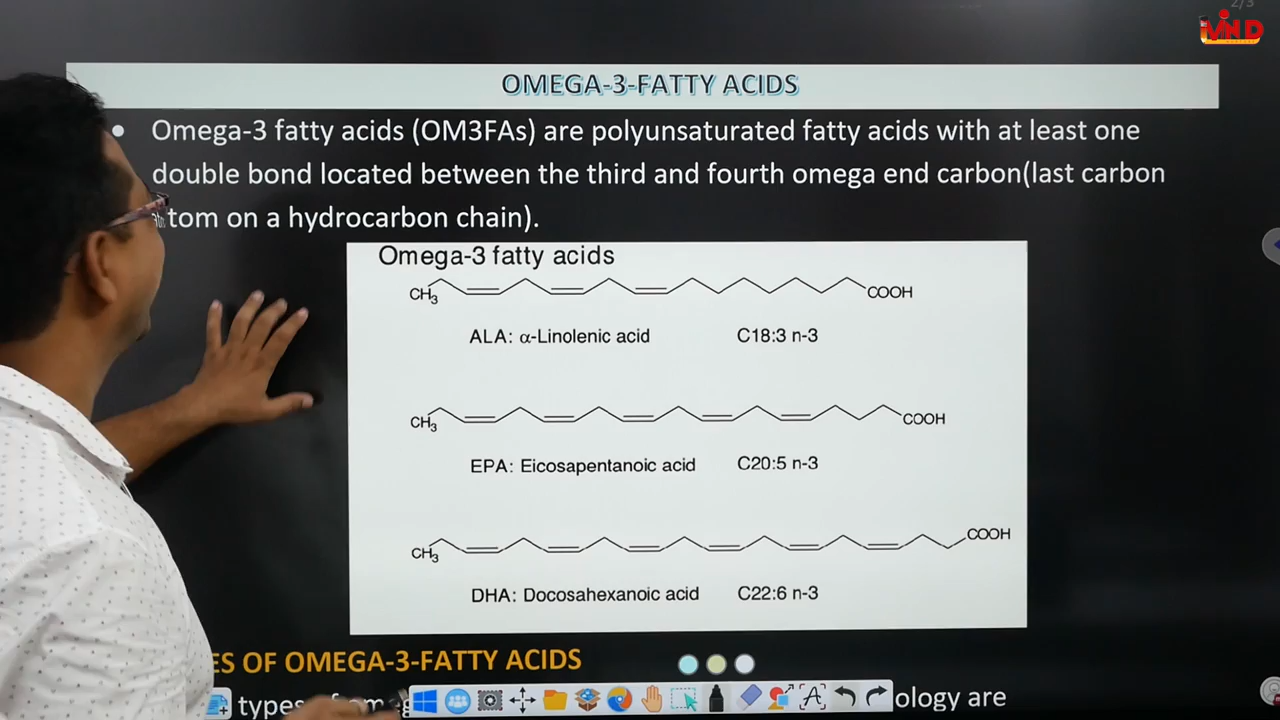 2/3
MIND
OMEGA-3-FATTY ACIDS
Omega-3 fatty acids (OM3FAs) are polyunsaturated fatty acids with at least one
double bond located between the third and fourth omega end carbon(last carbon
tom on a hydrocarbon chain).
Omega-3 fatty acids
CH3 COOH
ALA: α-Linolenic acid C18:3 n-3
CH3 COOH
EPA: Eicosapentanoic acid C20:5 n-3
CH3 COOH
DHA: Docosahexanoic acid C22:6 n-3
ES OF OMEGA-3-FATTY ACIDS
types ology are